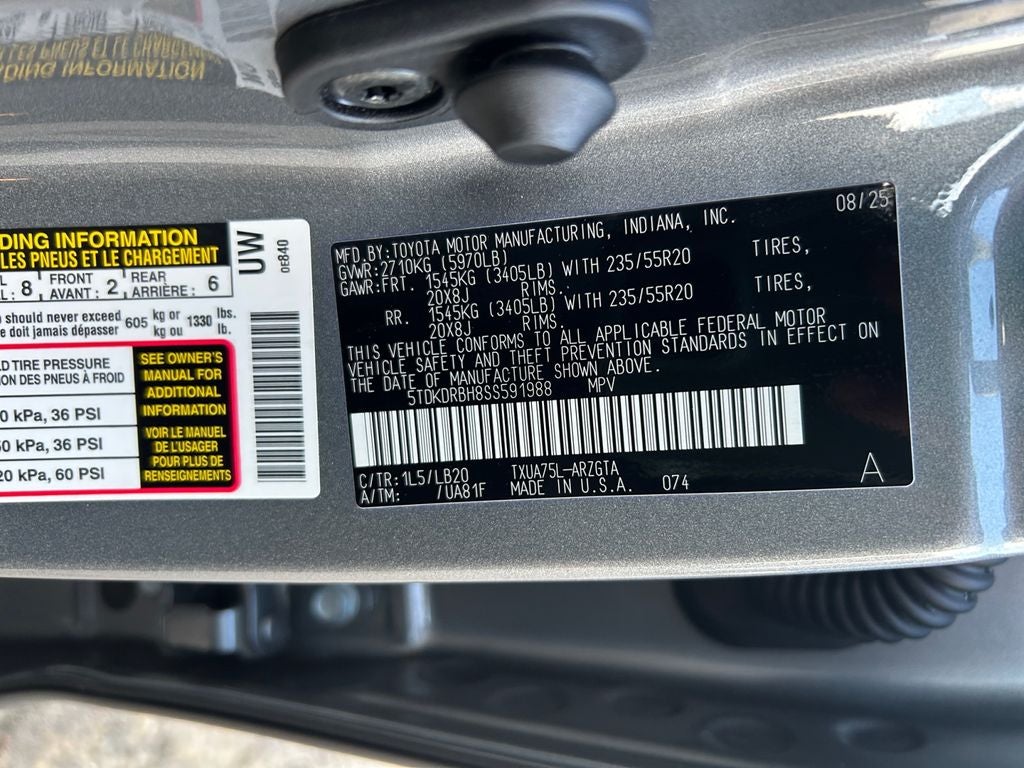 DING INFORMATION
LES PNEUS ET LE CHARGEMENT
8 FRONT AVANT : 2 REAR ARRIÈRE : 6
should never exceed 605 kg or 1330 lbs.
e doit jamais dépasser kg ou lb.
D TIRE PRESSURE
ON DES PNEUS À FROID
0 kPa, 36 PSI
50 kPa, 36 PSI
20 kPa, 60 PSI
SEE OWNER'S
MANUAL FOR
ADDITIONAL
INFORMATION
VOIR LE MANUEL
DE L'USAGER
POUR PLUS DE
RENSEIGNEMENTS
UW
0E840
MFD.BY:TOYOTA MOTOR MANUFACTURING, INDIANA, INC. 08/25
GVWR:2710KG (5970LB)
GAWR:FRT. 1545KG (3405LB) WITH 235/55R20 TIRES,
20X8J RIMS.
RR. 1545KG (3405LB) WITH 235/55R20 TIRES,
20X8J RIMS.
THIS VEHICLE CONFORMS TO ALL APPLICABLE FEDERAL MOTOR
VEHICLE SAFETY AND THEFT PREVENTION STANDARDS IN EFFECT ON
THE DATE OF MANUFACTURE SHOWN ABOVE.
5TDKDRBH8SS591988 MPV
C/TR:1L5/LB20 TXUA75L-ARZGTA
A/TM: /UA81F MADE IN U.S.A. 074 A